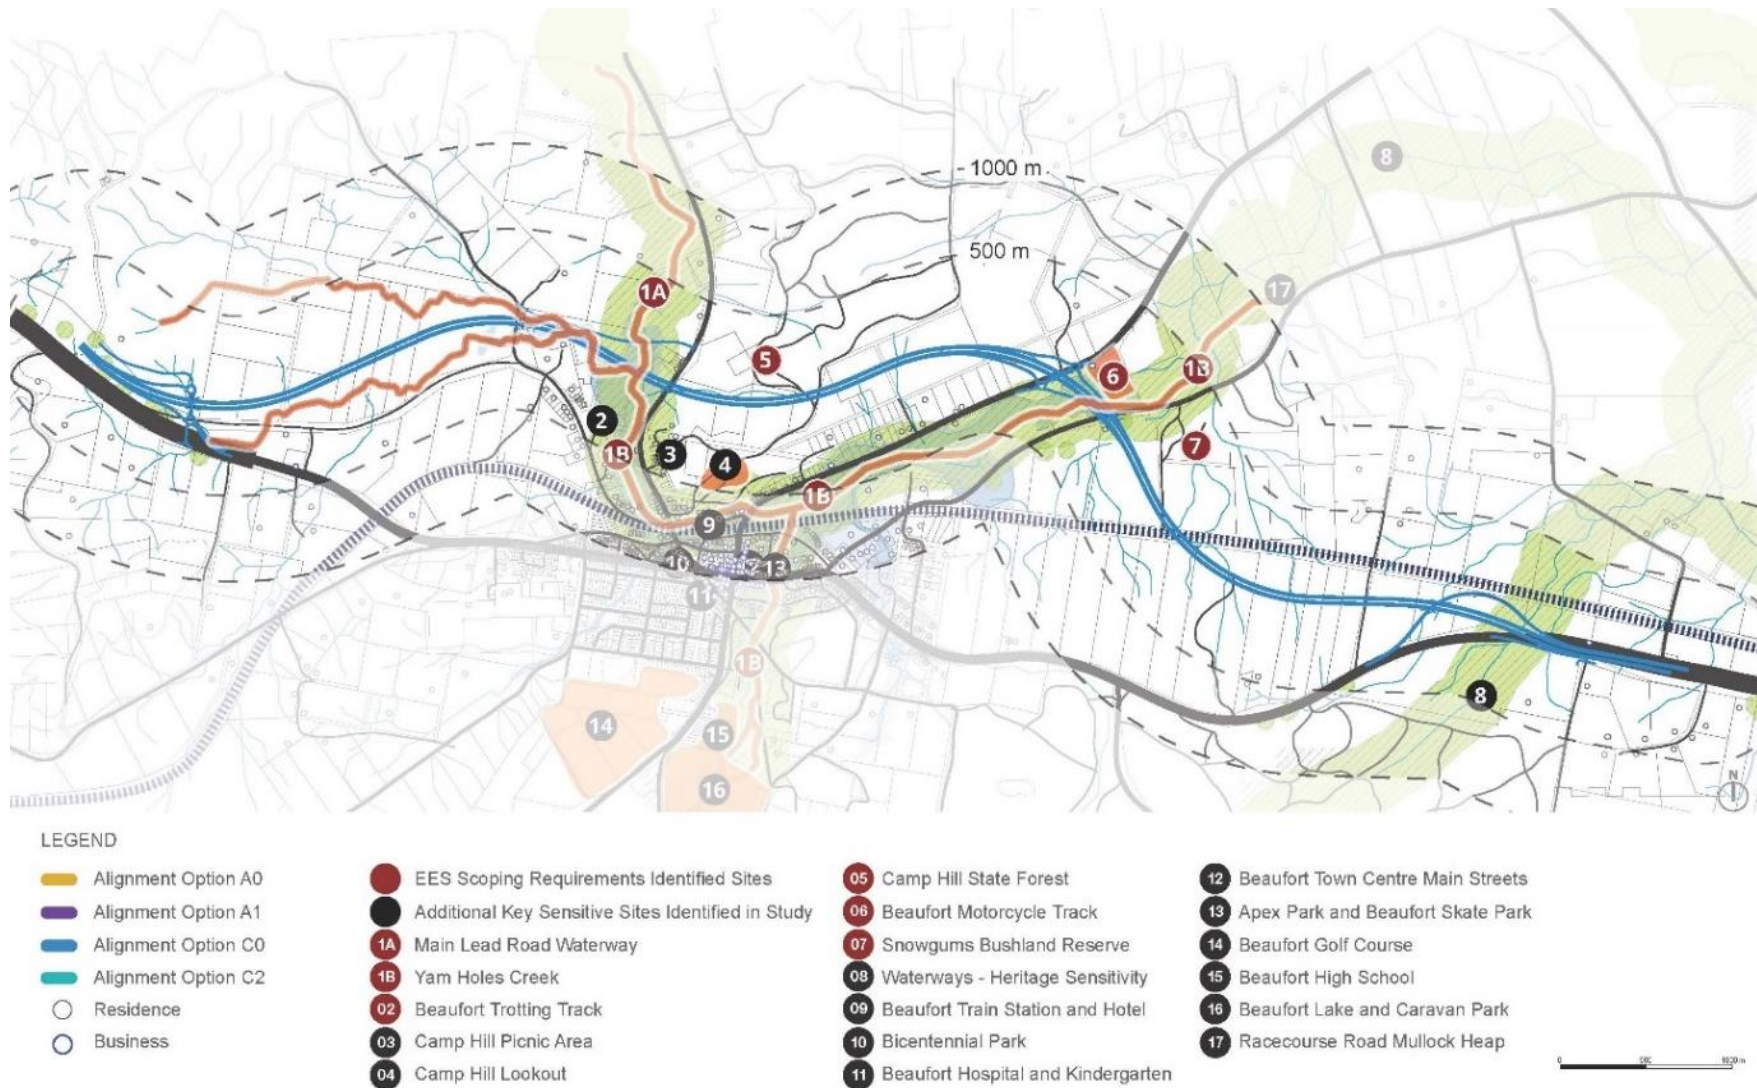 1000 m
500 m
8
17
1A
5
6
1B
2
3
4
7
1B
1B
9
10
13
11
1B
8
14
15
16
N
LEGEND
Alignment Option A0
Alignment Option A1
Alignment Option C0
Alignment Option C2
Residence
Business
EES Scoping Requirements Identified Sites
Additional Key Sensitive Sites Identified in Study
1A Main Lead Road Waterway
1B Yam Holes Creek
02 Beaufort Trotting Track
03 Camp Hill Picnic Area
04 Camp Hill Lookout
05 Camp Hill State Forest
06 Beaufort Motorcycle Track
07 Snowgums Bushland Reserve
08 Waterways - Heritage Sensitivity
09 Beaufort Train Station and Hotel
10 Bicentennial Park
11 Beaufort Hospital and Kindergarten
12 Beaufort Town Centre Main Streets
13 Apex Park and Beaufort Skate Park
14 Beaufort Golf Course
15 Beaufort High School
16 Beaufort Lake and Caravan Park
17 Racecourse Road Mullock Heap
0